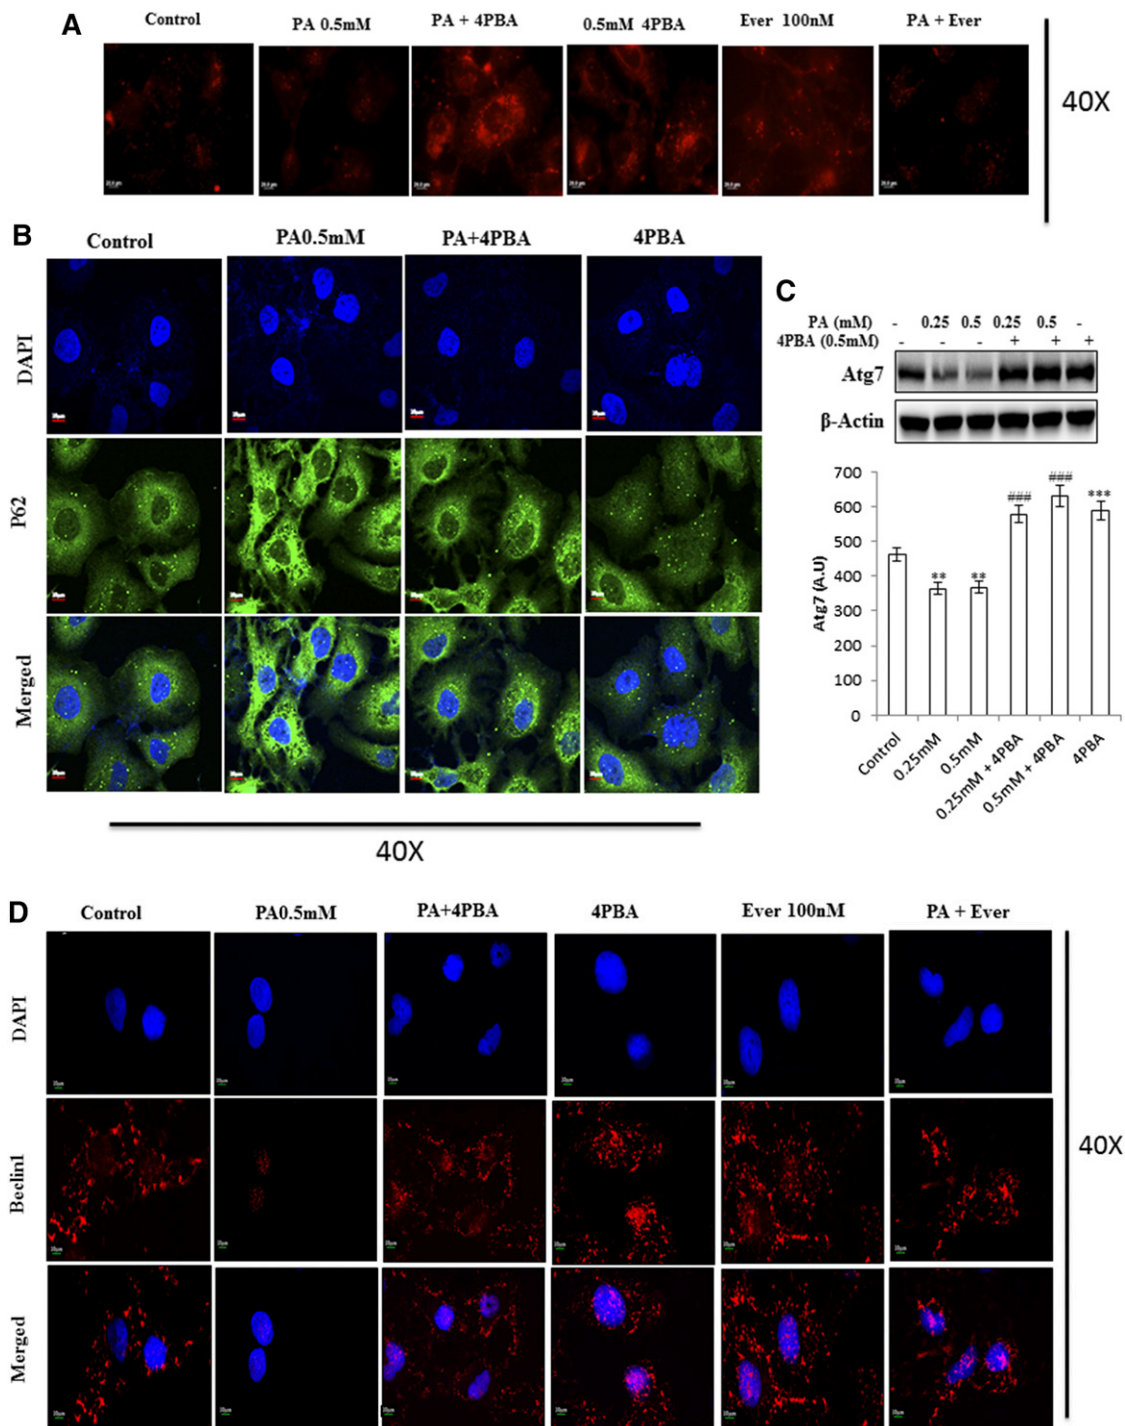 A
Control
PA 0.5mM
PA + 4PBA
0.5mM 4PBA
Ever 100nM
PA + Ever
40X
B
Control
PA0.5mM
PA+4PBA
4PBA
DAPI
P62
Merged
40X
C
PA (mM) - 0.25 0.5 0.25 0.5 -
4PBA (0.5mM) - - - + + +
Atg7
β-Actin
Atg7 (A.U)
700
600
500
400
300
200
100
0
** ** ### ### ***
Control
0.25mM
0.5mM
0.25mM + 4PBA
0.5mM + 4PBA
4PBA
D
Control
PA0.5mM
PA+4PBA
4PBA
Ever 100nM
PA + Ever
DAPI
Beclin1
Merged
40X